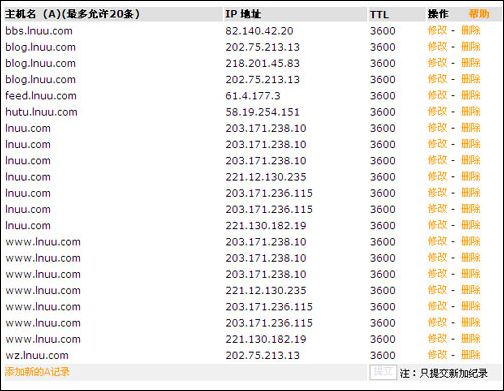 主机名 (A)(最多允许20条) IP 地址 TTL 操作 帮助
bbs.lnuu.com 82.140.42.20 3600 修改 - 删除
blog.lnuu.com 202.75.213.13 3600 修改 - 删除
blog.lnuu.com 218.201.45.83 3600 修改 - 删除
blog.lnuu.com 202.75.213.13 3600 修改 - 删除
feed.lnuu.com 61.4.177.3 3600 修改 - 删除
hutu.lnuu.com 58.19.254.151 3600 修改 - 删除
lnuu.com 203.171.238.10 3600 修改 - 删除
lnuu.com 203.171.238.10 3600 修改 - 删除
lnuu.com 203.171.238.10 3600 修改 - 删除
lnuu.com 221.12.130.235 3600 修改 - 删除
lnuu.com 203.171.236.115 3600 修改 - 删除
lnuu.com 203.171.236.115 3600 修改 - 删除
lnuu.com 221.130.182.19 3600 修改 - 删除
www.lnuu.com 203.171.238.10 3600 修改 - 删除
www.lnuu.com 203.171.238.10 3600 修改 - 删除
www.lnuu.com 203.171.238.10 3600 修改 - 删除
www.lnuu.com 221.12.130.235 3600 修改 - 删除
www.lnuu.com 203.171.236.115 3600 修改 - 删除
www.lnuu.com 203.171.236.115 3600 修改 - 删除
www.lnuu.com 221.130.182.19 3600 修改 - 删除
wz.lnuu.com 202.75.213.13 3600 修改 - 删除
添加新的A记录 提立 注：只提交新加纪录